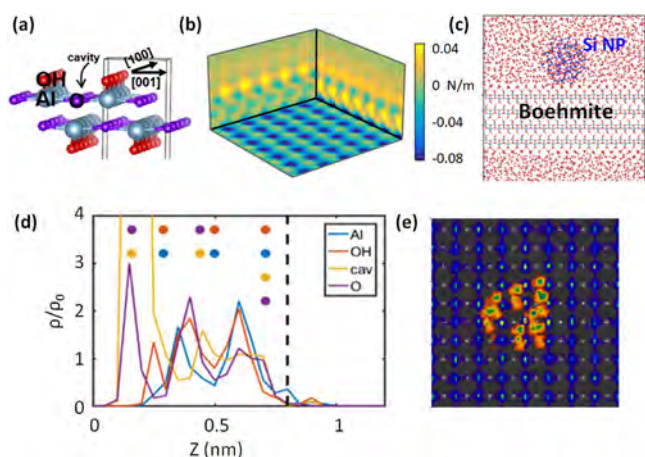 (a)
cavity
[100]
[001]
OH
Al
O
(b)
0.04
0 N/m
-0.04
-0.08
(c)
Si NP
Boehmite
(d)
4
3
2
1
0
ρ/ρ₀
Al
OH
cav
O
0
0.5
1
Z (nm)
(e)